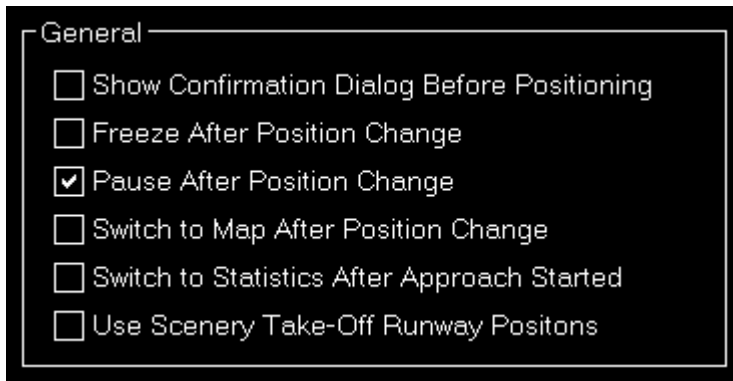 General
Show Confirmation Dialog Before Positioning
Freeze After Position Change
Pause After Position Change
Switch to Map After Position Change
Switch to Statistics After Approach Started
Use Scenery Take-Off Runway Positons